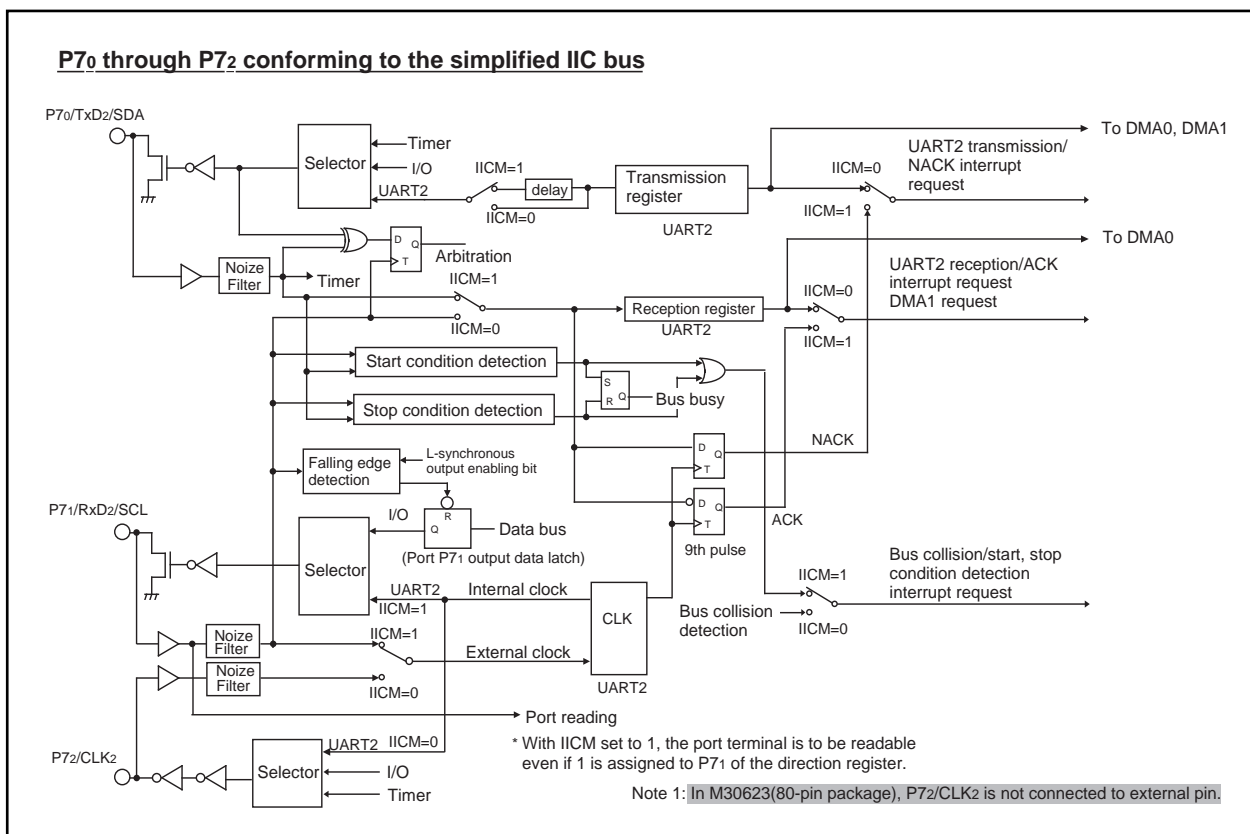 P70 through P72 conforming to the simplified IIC bus
P70/TxD2/SDA
Selector
Timer
I/O
UART2
IICM=1
delay
IICM=0
Transmission
register
UART2
To DMA0, DMA1
IICM=0
UART2 transmission/
NACK interrupt
request
IICM=1
D
Q
T
Arbitration
Noize
Filter
Timer
To DMA0
IICM=1
IICM=0
Reception register
UART2
IICM=0
IICM=1
UART2 reception/ACK
interrupt request
DMA1 request
Start condition detection
Stop condition detection
S
R
Q
Bus busy
NACK
D
Q
T
D
Q
T
ACK
9th pulse
Falling edge
detection
L-synchronous
output enabling bit
P71/RxD2/SCL
I/O
R
Q
Data bus
(Port P71 output data latch)
Selector
UART2
IICM=1
Internal clock
CLK
UART2
External clock
Bus collision
detection
IICM=1
IICM=0
Bus collision/start, stop
condition detection
interrupt request
Noize
Filter
IICM=1
Noize
Filter
IICM=0
Port reading
P72/CLK2
Selector
UART2
IICM=0
I/O
Timer
* With IICM set to 1, the port terminal is to be readable
even if 1 is assigned to P71 of the direction register.
Note 1: In M30623(80-pin package), P72/CLK2 is not connected to external pin.